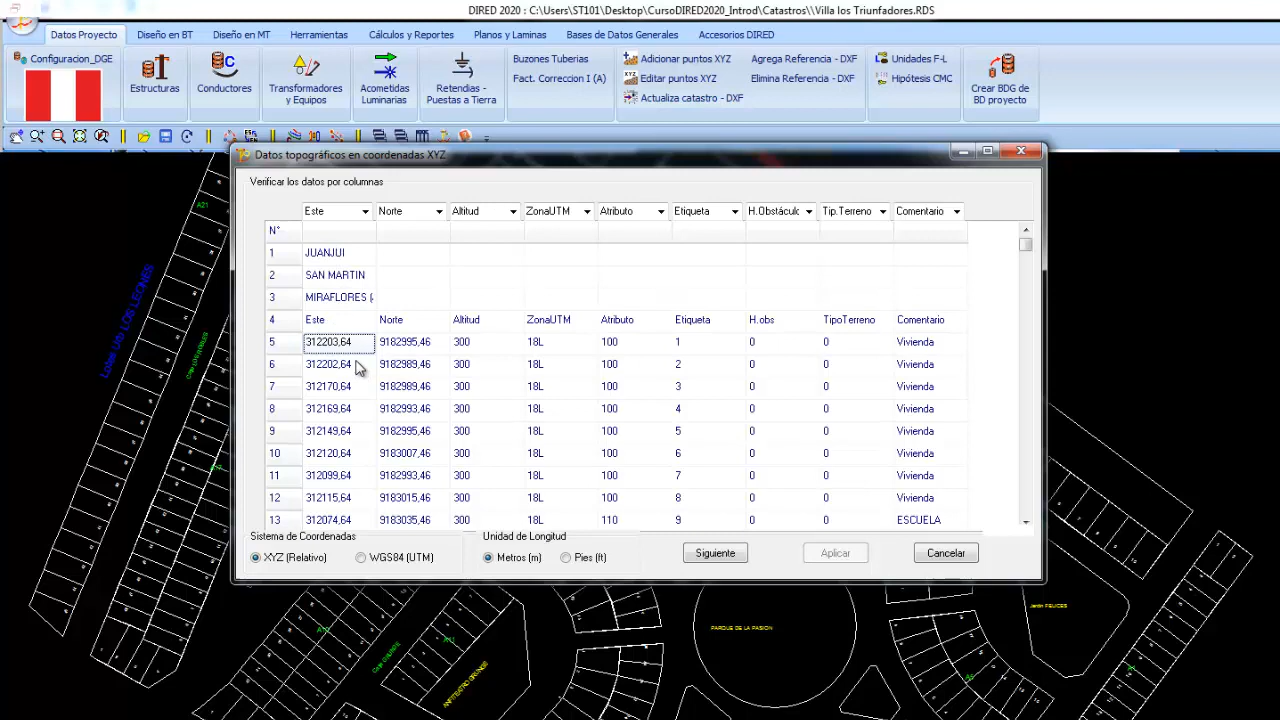 DIRED 2020 : C:\Users\ST101\Desktop\CursoDIRED2020_Introd\Catastros\\Villa los Triunfadores.RDS
Datos Proyecto Diseño en BT Diseño en MT Herramientas Cálculos y Reportes Planos y Laminas Bases de Datos Generales Accesorios DIRED
Configuracion_DGE
Estructuras
Conductores
Transformadores y Equipos
Acometidas Luminarias
Retendias - Puestas a Tierra
Buzones Tuberias
Fact. Correccion I (A)
Adicionar puntos XYZ
Editar puntos XYZ
Actualiza catastro - DXF
Agrega Referencia - DXF
Elimina Referencia - DXF
Unidades F-L
Hipótesis CMC
Crear BDG de BD proyecto
Datos topográficos en coordenadas XYZ
Verificar los datos por columnas
Este Norte Altitud ZonaUTM Atributo Etiqueta H.Obstáculo Tip.Terreno Comentario
N°
1 JUANJUI
2 SAN MARTIN
3 MIRAFLORES (
4 Este Norte Altitud ZonaUTM Atributo Etiqueta H.obs TipoTerreno Comentario
5 312203,64 9182995,46 300 18L 100 1 0 0 Vivienda
6 312202,64 9182989,46 300 18L 100 2 0 0 Vivienda
7 312170,64 9182989,46 300 18L 100 3 0 0 Vivienda
8 312169,64 9182993,46 300 18L 100 4 0 0 Vivienda
9 312149,64 9182995,46 300 18L 100 5 0 0 Vivienda
10 312120,64 9183007,46 300 18L 100 6 0 0 Vivienda
11 312099,64 9182993,46 300 18L 100 7 0 0 Vivienda
12 312115,64 9183015,46 300 18L 100 8 0 0 Vivienda
13 312074,64 9183035,46 300 18L 110 9 0 0 ESCUELA
Sistema de Coordenadas
XYZ (Relativo) WGS84 (UTM)
Unidad de Longitud
Metros (m) Pies (ft)
Siguiente Aplicar Cancelar
A21
Lotes Urb LOS LEONES
PARQUE DE LA PASION
Jardin FELICES